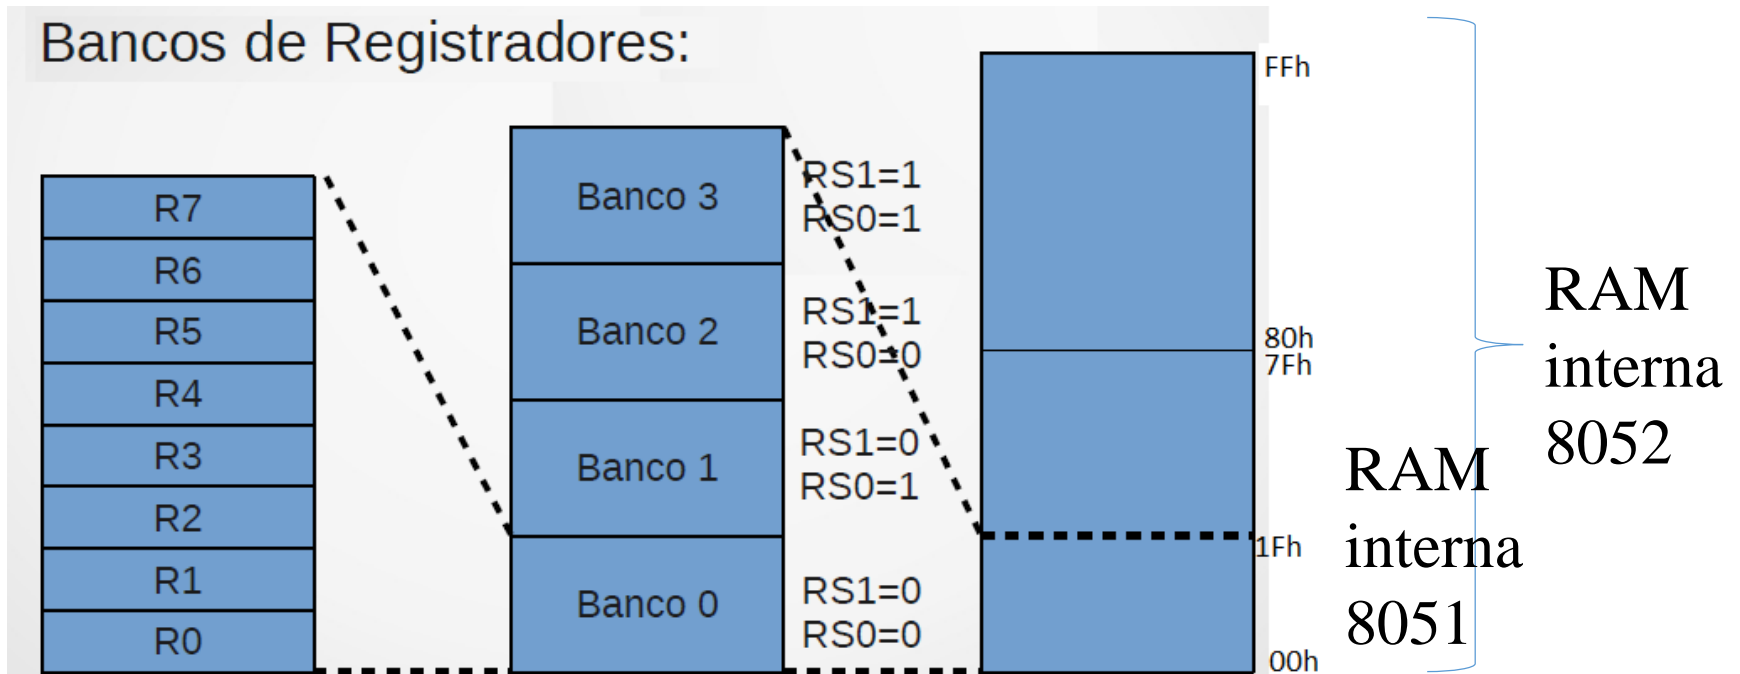 Bancos de Registradores:
R7
R6
R5
R4
R3
R2
R1
R0
Banco 3
Banco 2
Banco 1
Banco 0
RS1=1
RS0=1
RS1=1
RS0=0
RS1=0
RS0=1
RS1=0
RS0=0
FFh
80h
7Fh
1Fh
00h
RAM
interna
8051
RAM
interna
8052